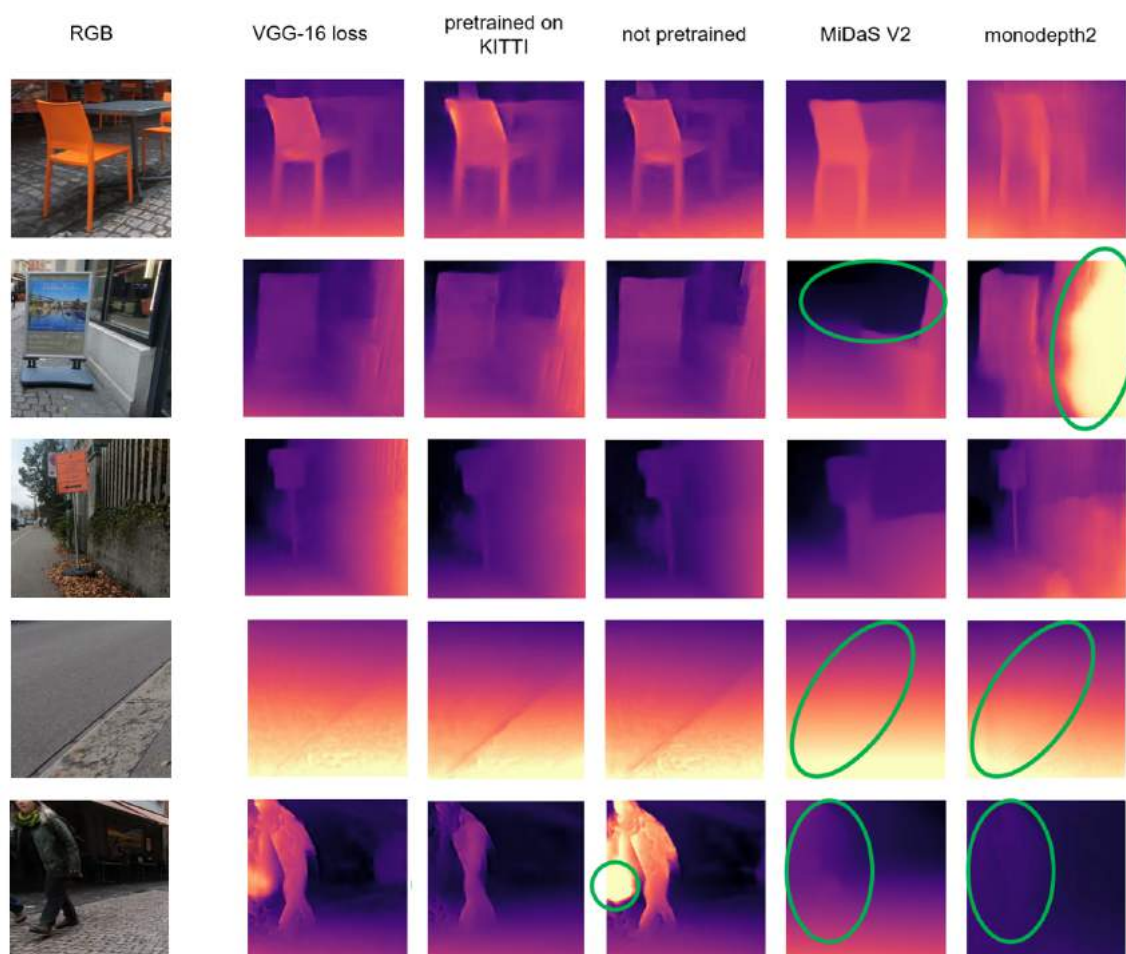 RGB
VGG-16 loss
pretrained on
KITTI
not pretrained
MiDaS V2
monodepth2